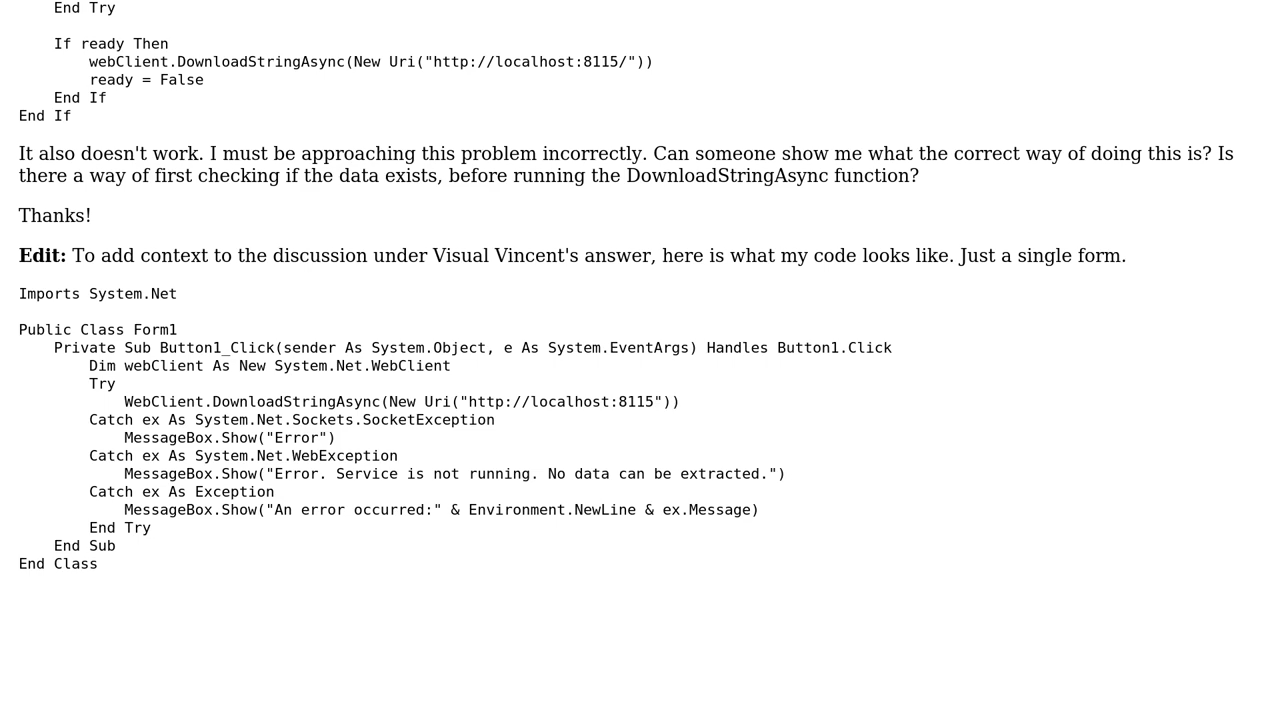 End Try

    If ready Then
        webClient.DownloadStringAsync(New Uri("http://localhost:8115/"))
        ready = False
    End If
End If

It also doesn't work. I must be approaching this problem incorrectly. Can someone show me what the correct way of doing this is? Is
there a way of first checking if the data exists, before running the DownloadStringAsync function?

Thanks!

Edit: To add context to the discussion under Visual Vincent's answer, here is what my code looks like. Just a single form.

Imports System.Net

Public Class Form1
    Private Sub Button1_Click(sender As System.Object, e As System.EventArgs) Handles Button1.Click
        Dim webClient As New System.Net.WebClient
        Try
            WebClient.DownloadStringAsync(New Uri("http://localhost:8115"))
        Catch ex As System.Net.Sockets.SocketException
            MessageBox.Show("Error")
        Catch ex As System.Net.WebException
            MessageBox.Show("Error. Service is not running. No data can be extracted.")
        Catch ex As Exception
            MessageBox.Show("An error occurred:" & Environment.NewLine & ex.Message)
        End Try
    End Sub
End Class